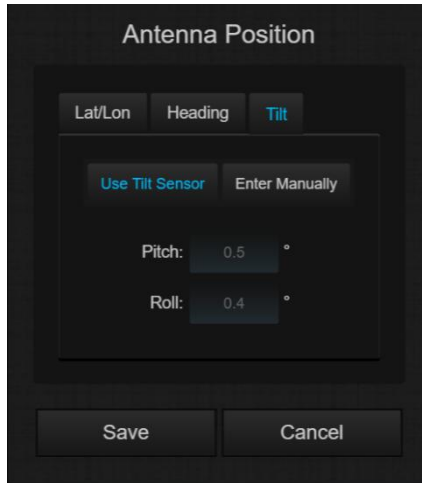 Antenna Position
Lat/Lon Heading Tilt
Use Tilt Sensor Enter Manually
Pitch: 0.5 °
Roll: 0.4 °
Save Cancel